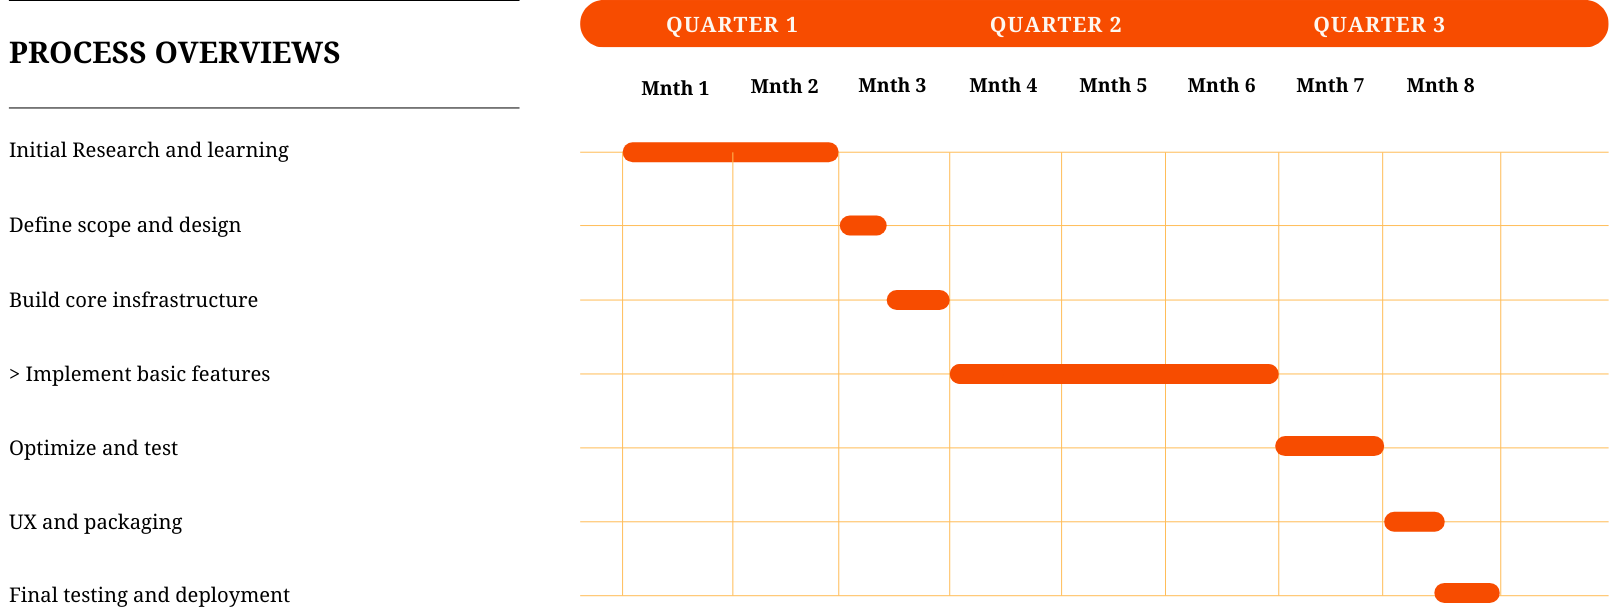 QUARTER 1 QUARTER 2 QUARTER 3
PROCESS OVERVIEWS
Mnth 1 Mnth 2 Mnth 3 Mnth 4 Mnth 5 Mnth 6 Mnth 7 Mnth 8
Initial Research and learning
Define scope and design
Build core insfrastructure
> Implement basic features
Optimize and test
UX and packaging
Final testing and deployment